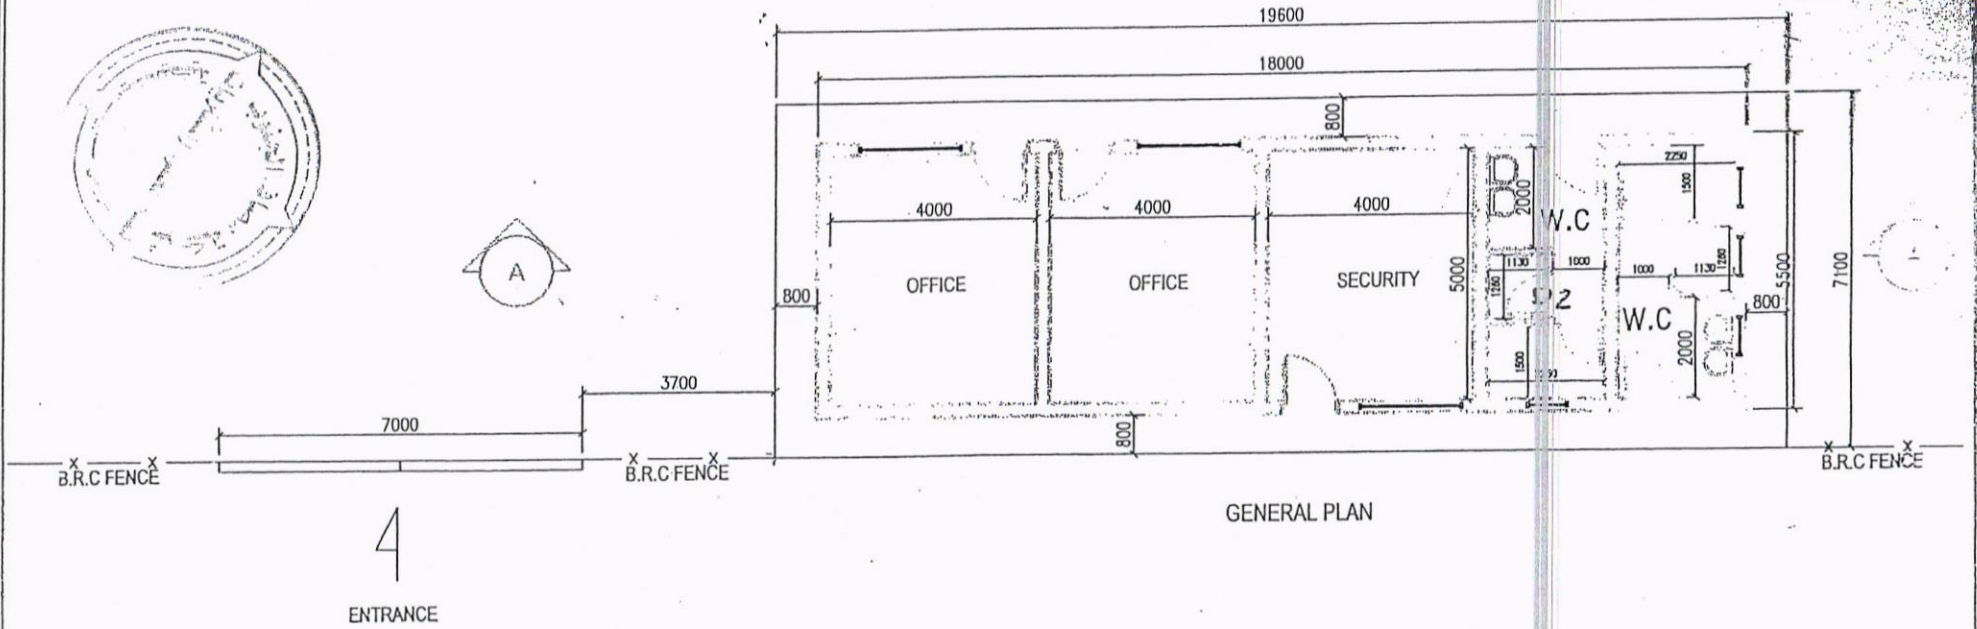 19600
18000
800
2250
1500
2000
4000
4000
4000
W.C
A
OFFICE
OFFICE
SECURITY
5000
1130
1000
1000
1130
1260
1260
5500
7100
800
800
W.C
2000
1500
3700
7000
800
B.R.C FENCE
B.R.C FENCE
B.R.C FENCE
GENERAL PLAN
ENTRANCE